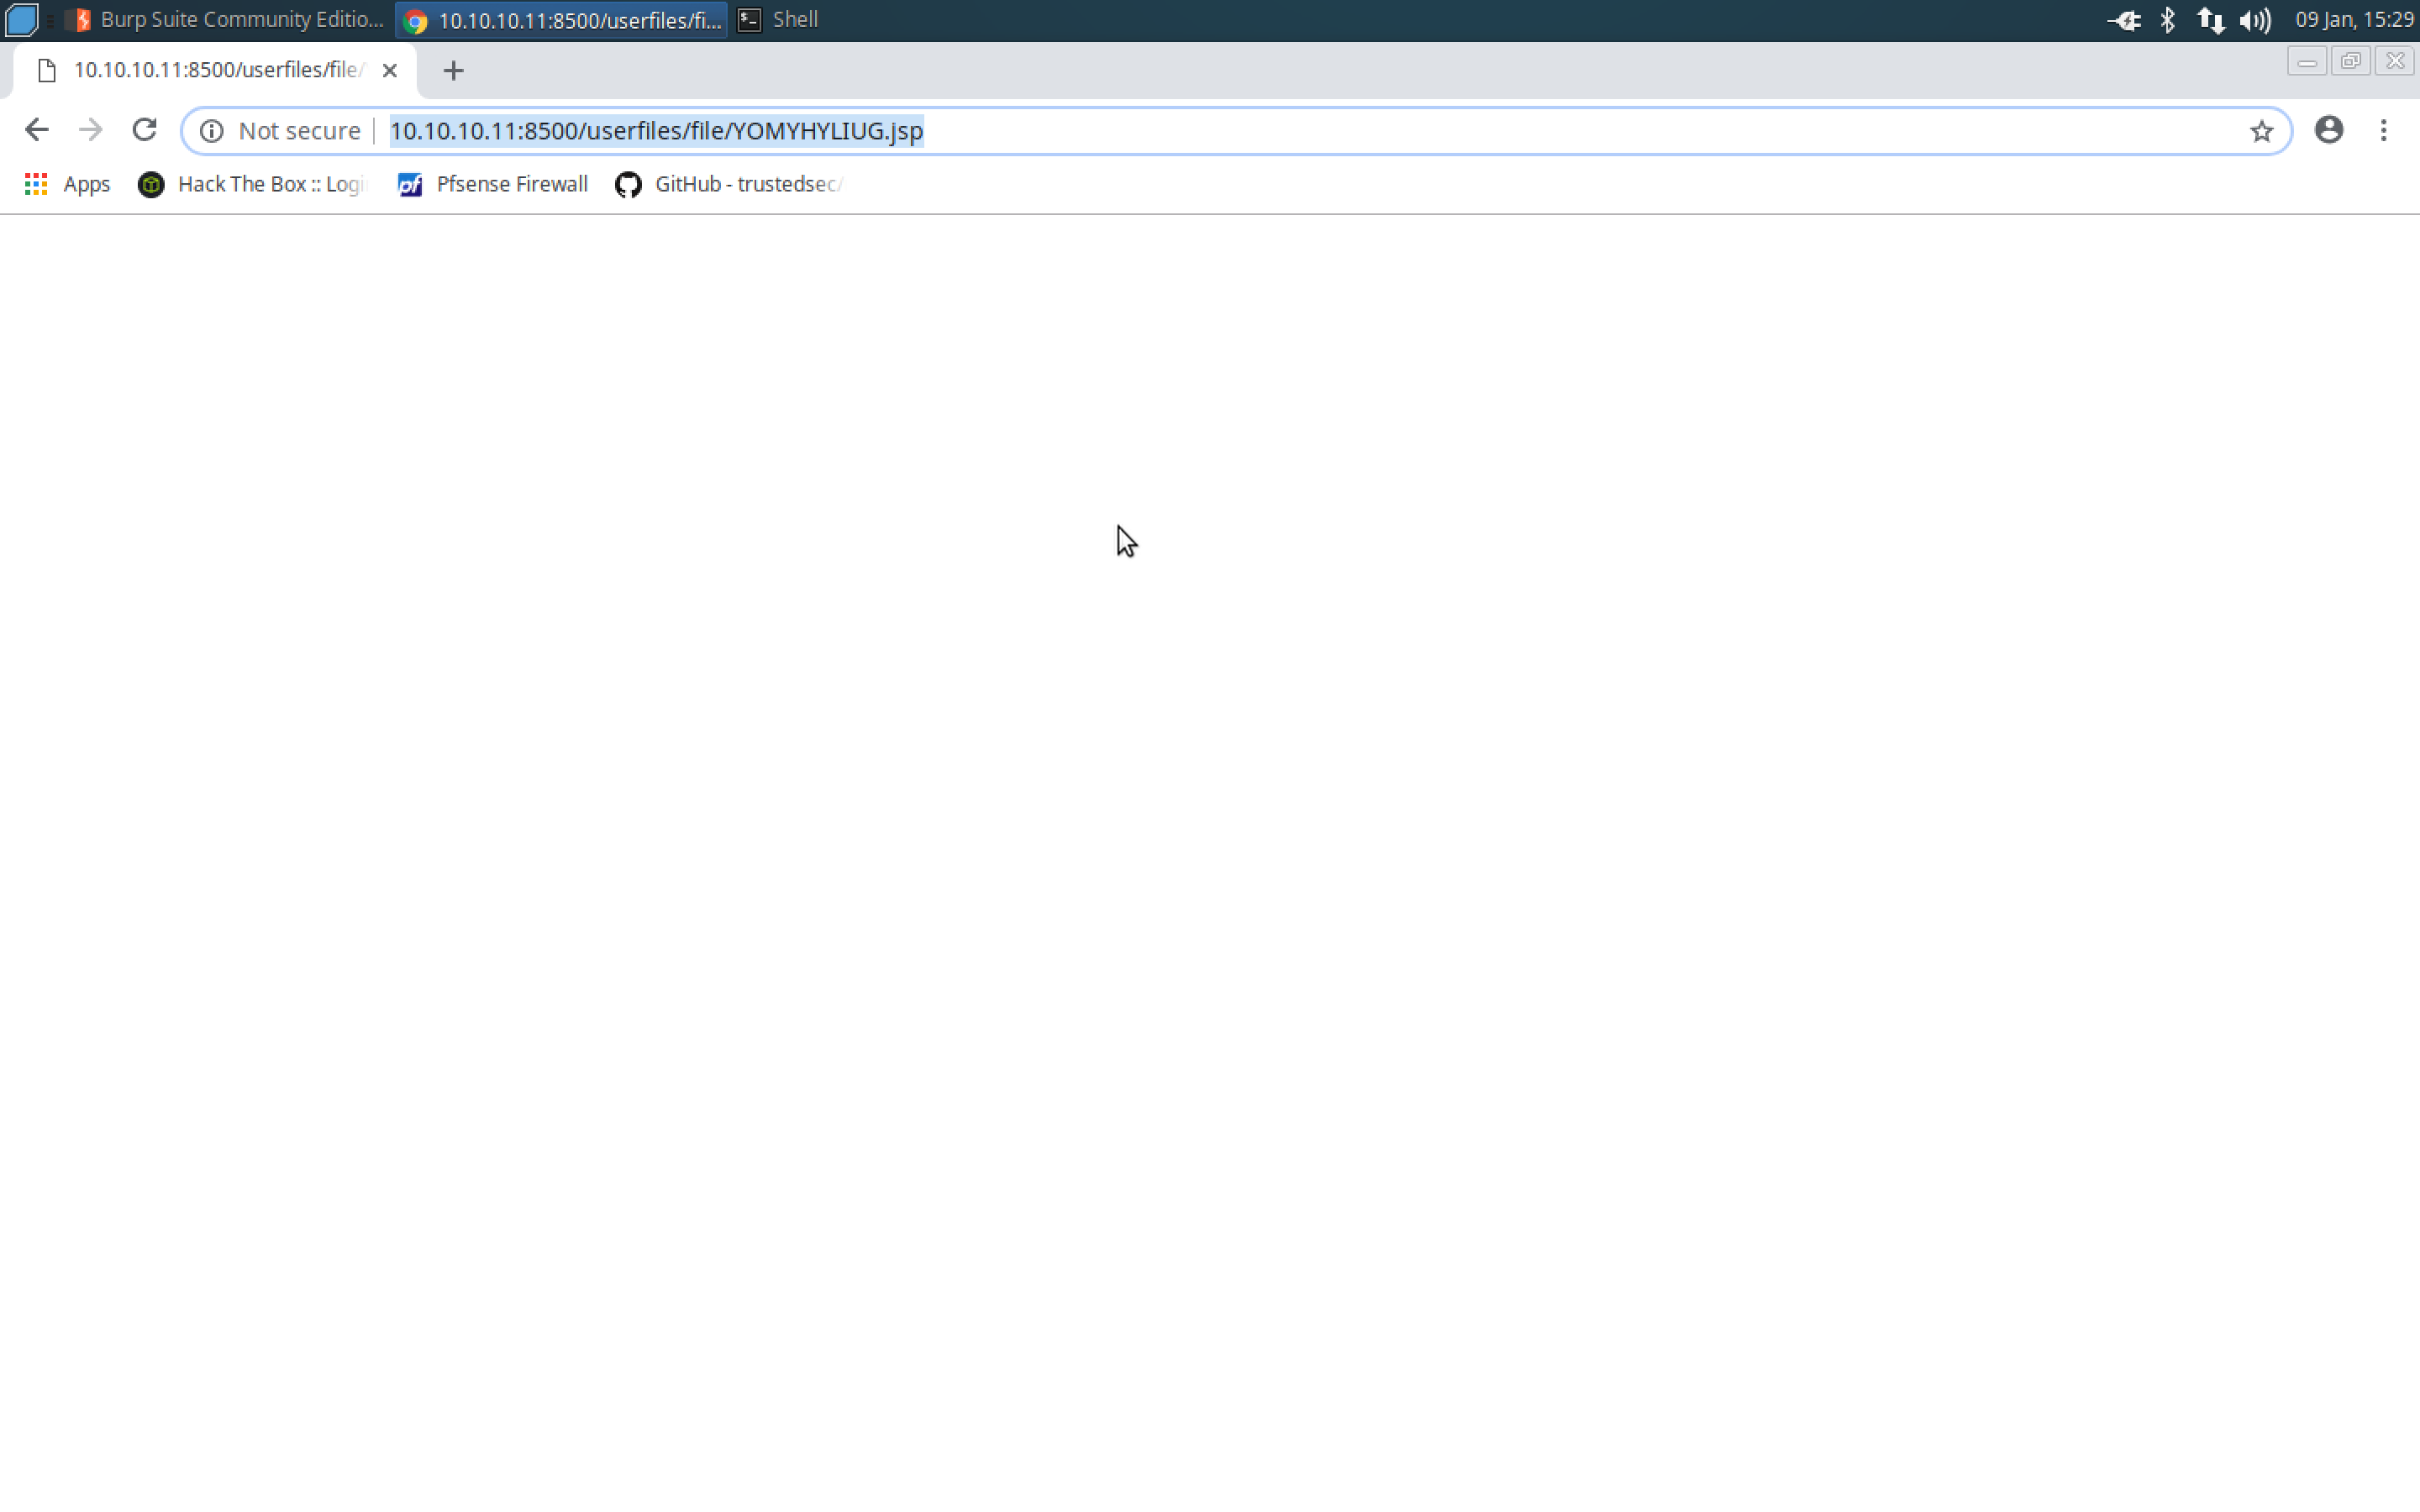 Burp Suite Community Editio... 10.10.10.11:8500/userfiles/fi... Shell 09 Jan, 15:29
10.10.10.11:8500/userfiles/file/
Not secure 10.10.10.11:8500/userfiles/file/YOMYHYLIUG.jsp
Apps Hack The Box :: Logi Pfsense Firewall GitHub - trustedsec/